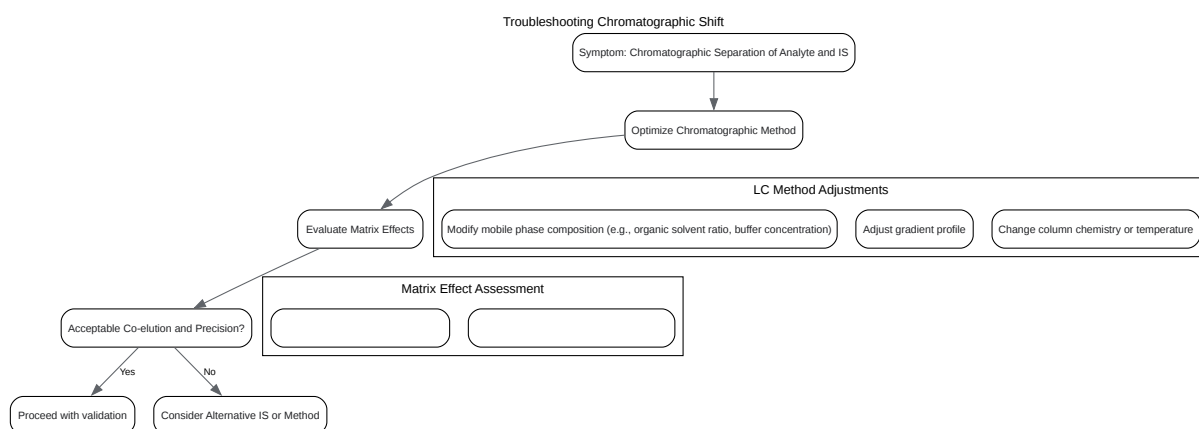 Troubleshooting Chromatographic Shift
Symptom: Chromatographic Separation of Analyte and IS
Optimize Chromatographic Method
LC Method Adjustments
Evaluate Matrix Effects
Modify mobile phase composition (e.g., organic solvent ratio, buffer concentration)
Adjust gradient profile
Change column chemistry or temperature
Matrix Effect Assessment
Acceptable Co-elution and Precision?
Yes
No
Proceed with validation
Consider Alternative IS or Method